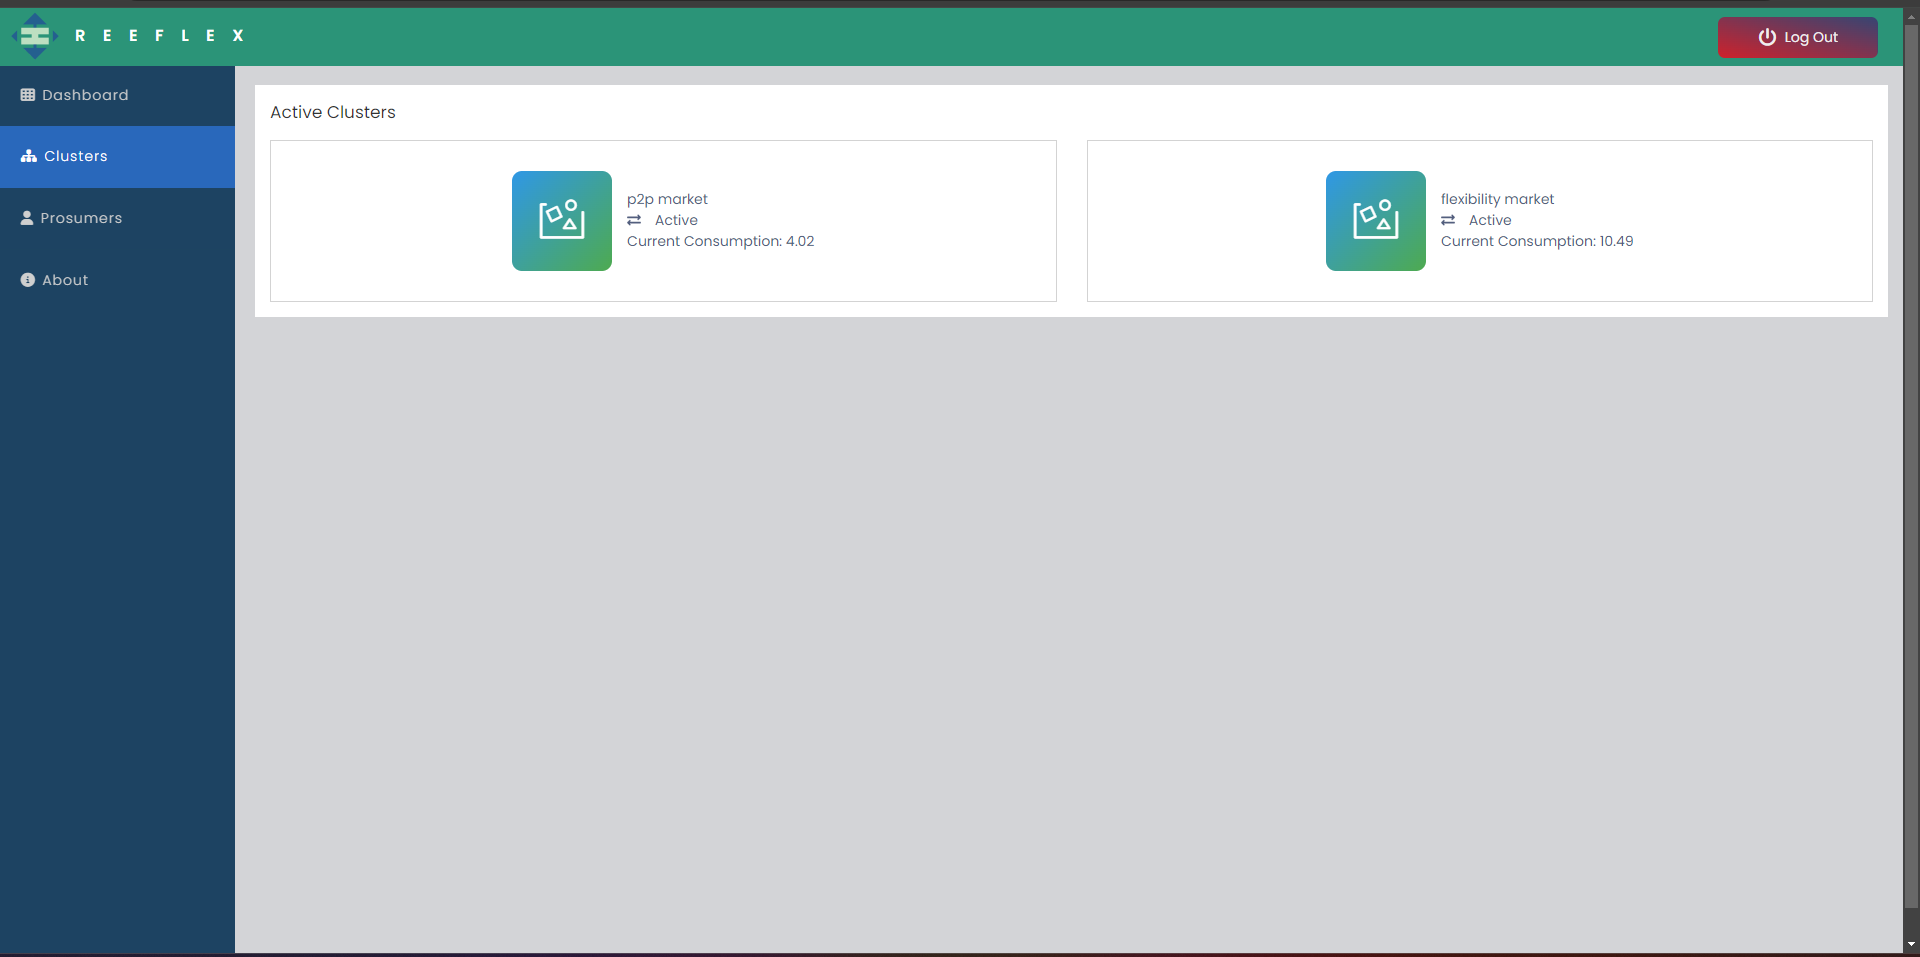 R E E F L E X
Log Out
Dashboard
Clusters
Prosumers
About
Active Clusters
p2p market
Active
Current Consumption: 4.02
flexibility market
Active
Current Consumption: 10.49